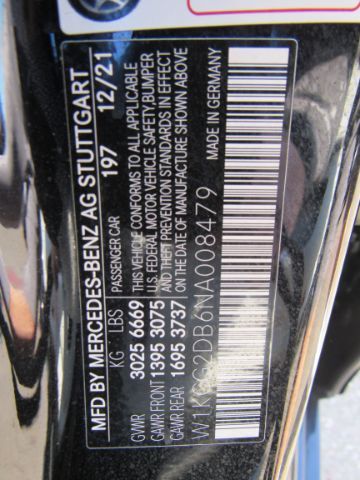 MFD BY MERCEDES-BENZ AG STUTTGART
197 12/21
KG LBS PASSENGER CAR
GVWR 3025 6669 THIS VEHICLE CONFORMS TO ALL APPLICABLE
GAWR FRONT 1395 3075 U.S. FEDERAL MOTOR VEHICLE SAFETY, BUMPER
GAWR REAR 1695 3737 AND THEFT PREVENTION STANDARDS IN EFFECT
ON THE DATE OF MANUFACTURE SHOWN ABOVE
MADE IN GERMANY